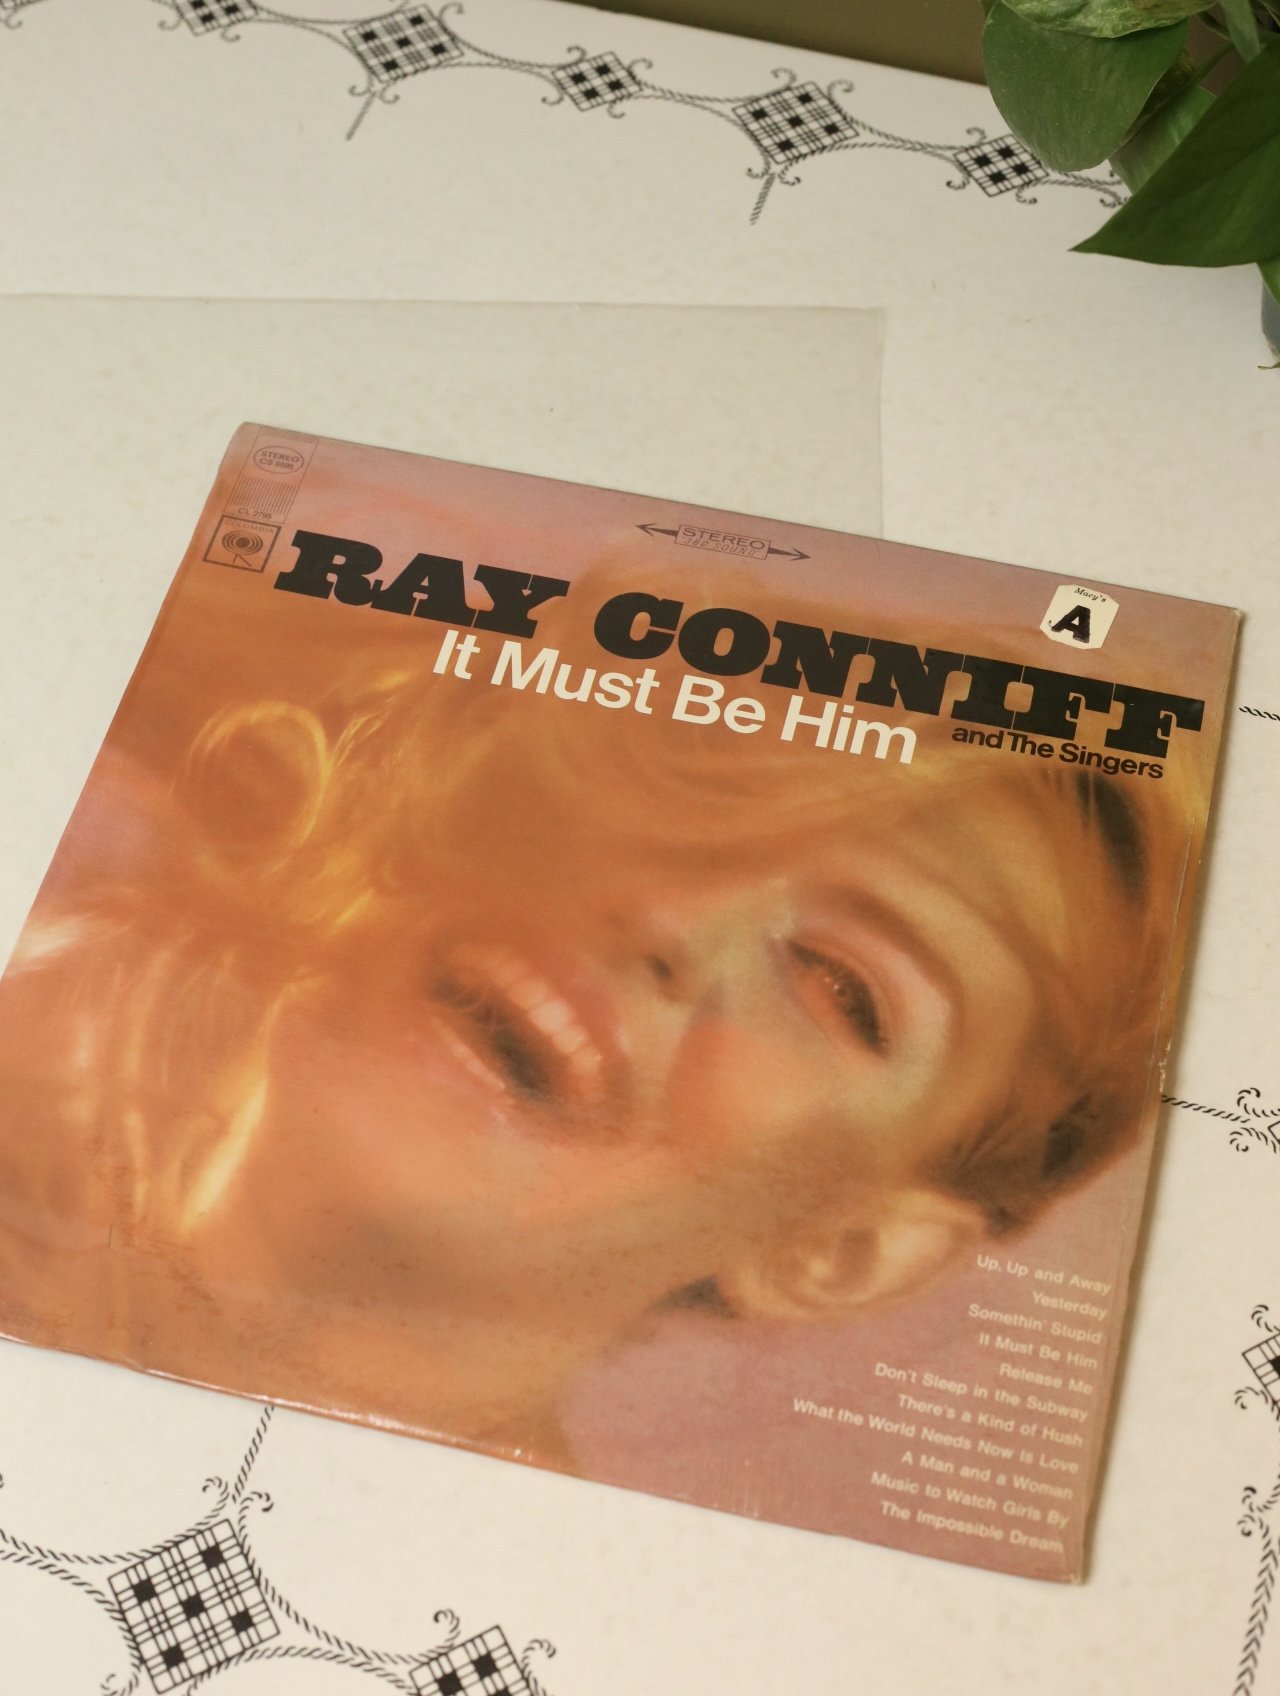 STEREO
CS 9595
CL 2795
COLUMBIA
STEREO
360 SOUND
Macy's
A
RAY CONNIFF
It Must Be Him
and The Singers
Up, Up and Away
Yesterday
Somethin' Stupid
It Must Be Him
Release Me
Don't Sleep in the Subway
There's a Kind of Hush
What the World Needs Now Is Love
A Man and a Woman
Music to Watch Girls By
The Impossible Dream